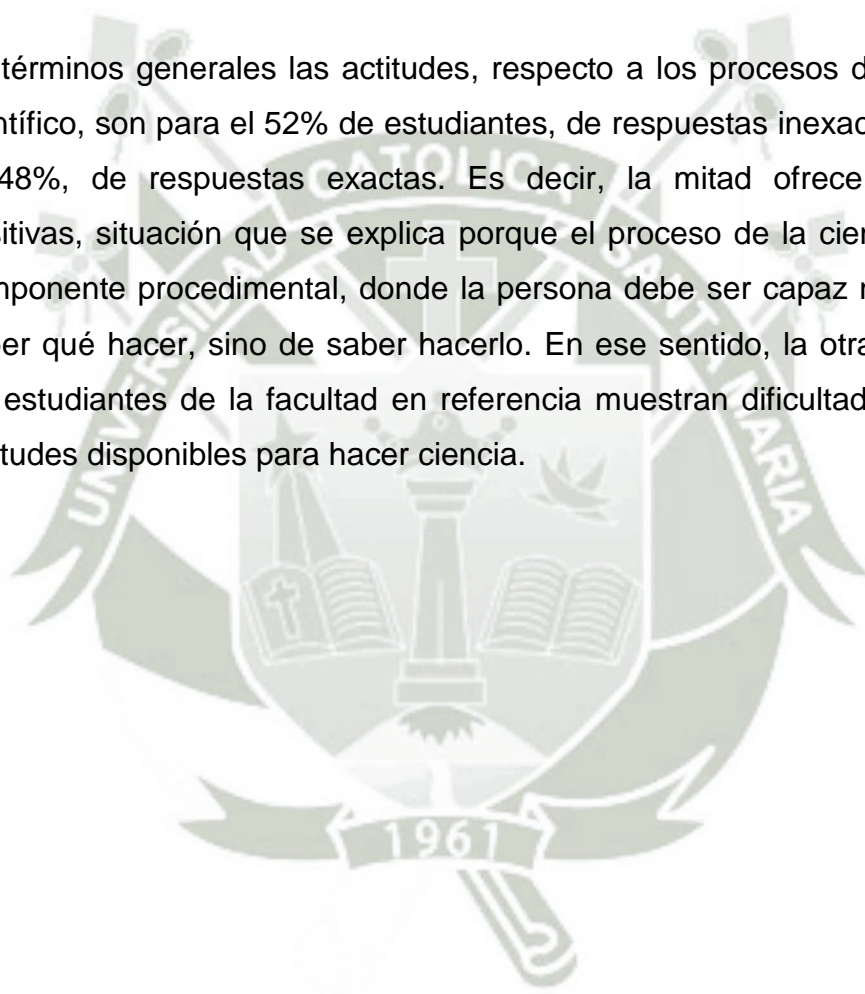 términos generales las actitudes, respecto a los procesos d
ntífico, son para el 52% de estudiantes, de respuestas inexac
48%, de respuestas exactas. Es decir, la mitad ofrece
sitivas, situación que se explica porque el proceso de la cien
mponente procedimental, donde la persona debe ser capaz
ber qué hacer, sino de saber hacerlo. En ese sentido, la otra
estudiantes de la facultad en referencia muestran dificultad
itudes disponibles para hacer ciencia.
UNIVERSIDAD CATOLICA SANTA MARIA
1961